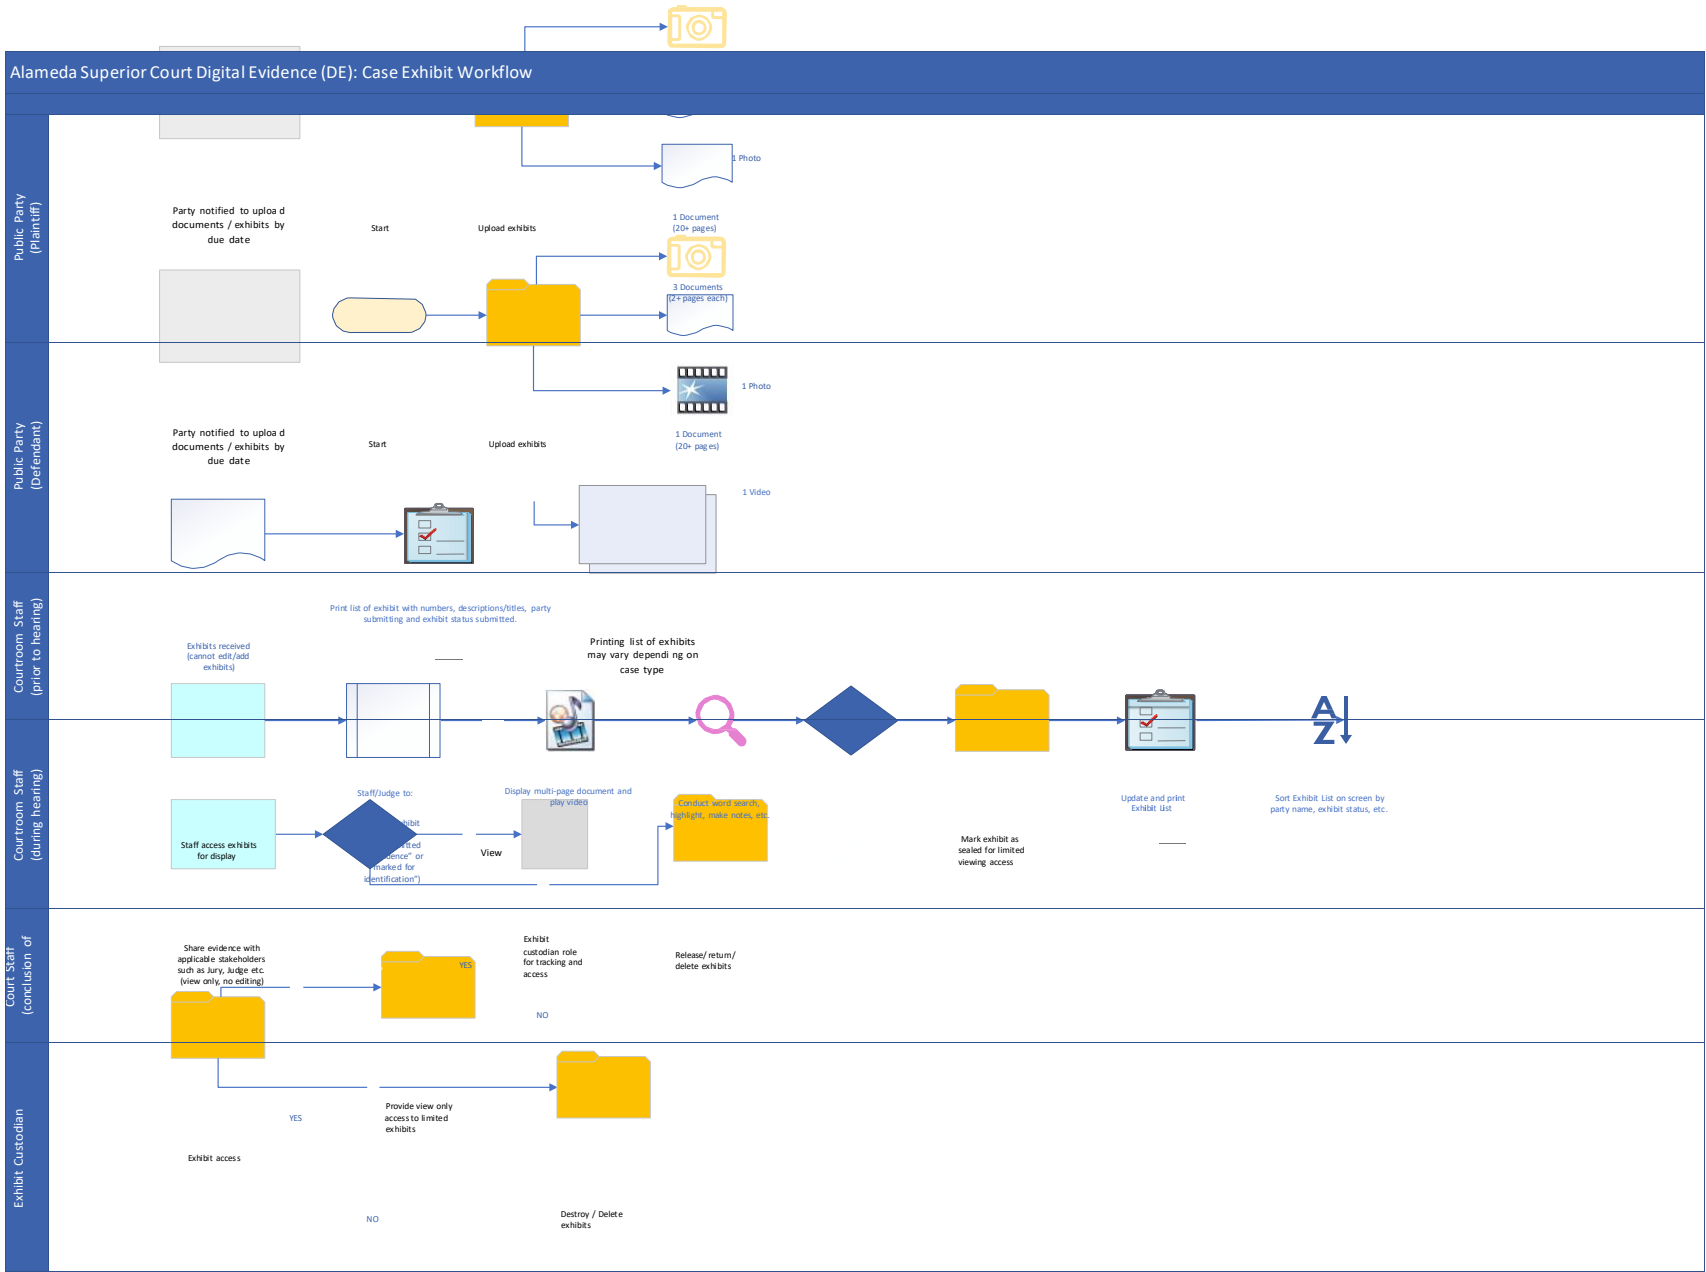 Alameda Superior Court Digital Evidence (DE): Case Exhibit Workflow
Public Party
(Plaintiff)
1 Photo
Party notified to upload
documents / exhibits by
due date
Start
Upload exhibits
1 Document
(20+ pages)
3 Documents
(2+ pages each)
Public Party
(Defendant)
1 Photo
Party notified to upload
documents / exhibits by
due date
Start
Upload exhibits
1 Document
(20+ pages)
1 Video
Courtroom Staff
(prior to hearing)
Print list of exhibit with numbers, descriptions/titles, party
submitting and exhibit status submitted.
Exhibits received
(cannot edit/add
exhibits)
Printing list of exhibits
may vary depending on
case type
Courtroom Staff
(during hearing)
Staff access exhibits
for display
Staff/Judge to:
" or
marked for
identification")
View
Display multi-page document and
play video
Conduct word search,
highlight, make notes, etc.
Mark exhibit as
sealed for limited
viewing access
Update and print
Exhibit List
Sort Exhibit List on screen by
party name, exhibit status, etc.
Court Staff
(conclusion of
Share evidence with
applicable stakeholders
such as Jury, Judge etc.
(view only, no editing)
YES
Exhibit
custodian role
for tracking and
access
NO
Release/return/
delete exhibits
Exhibit Custodian
YES
Provide view only
access to limited
exhibits
Exhibit access
NO
Destroy / Delete
exhibits